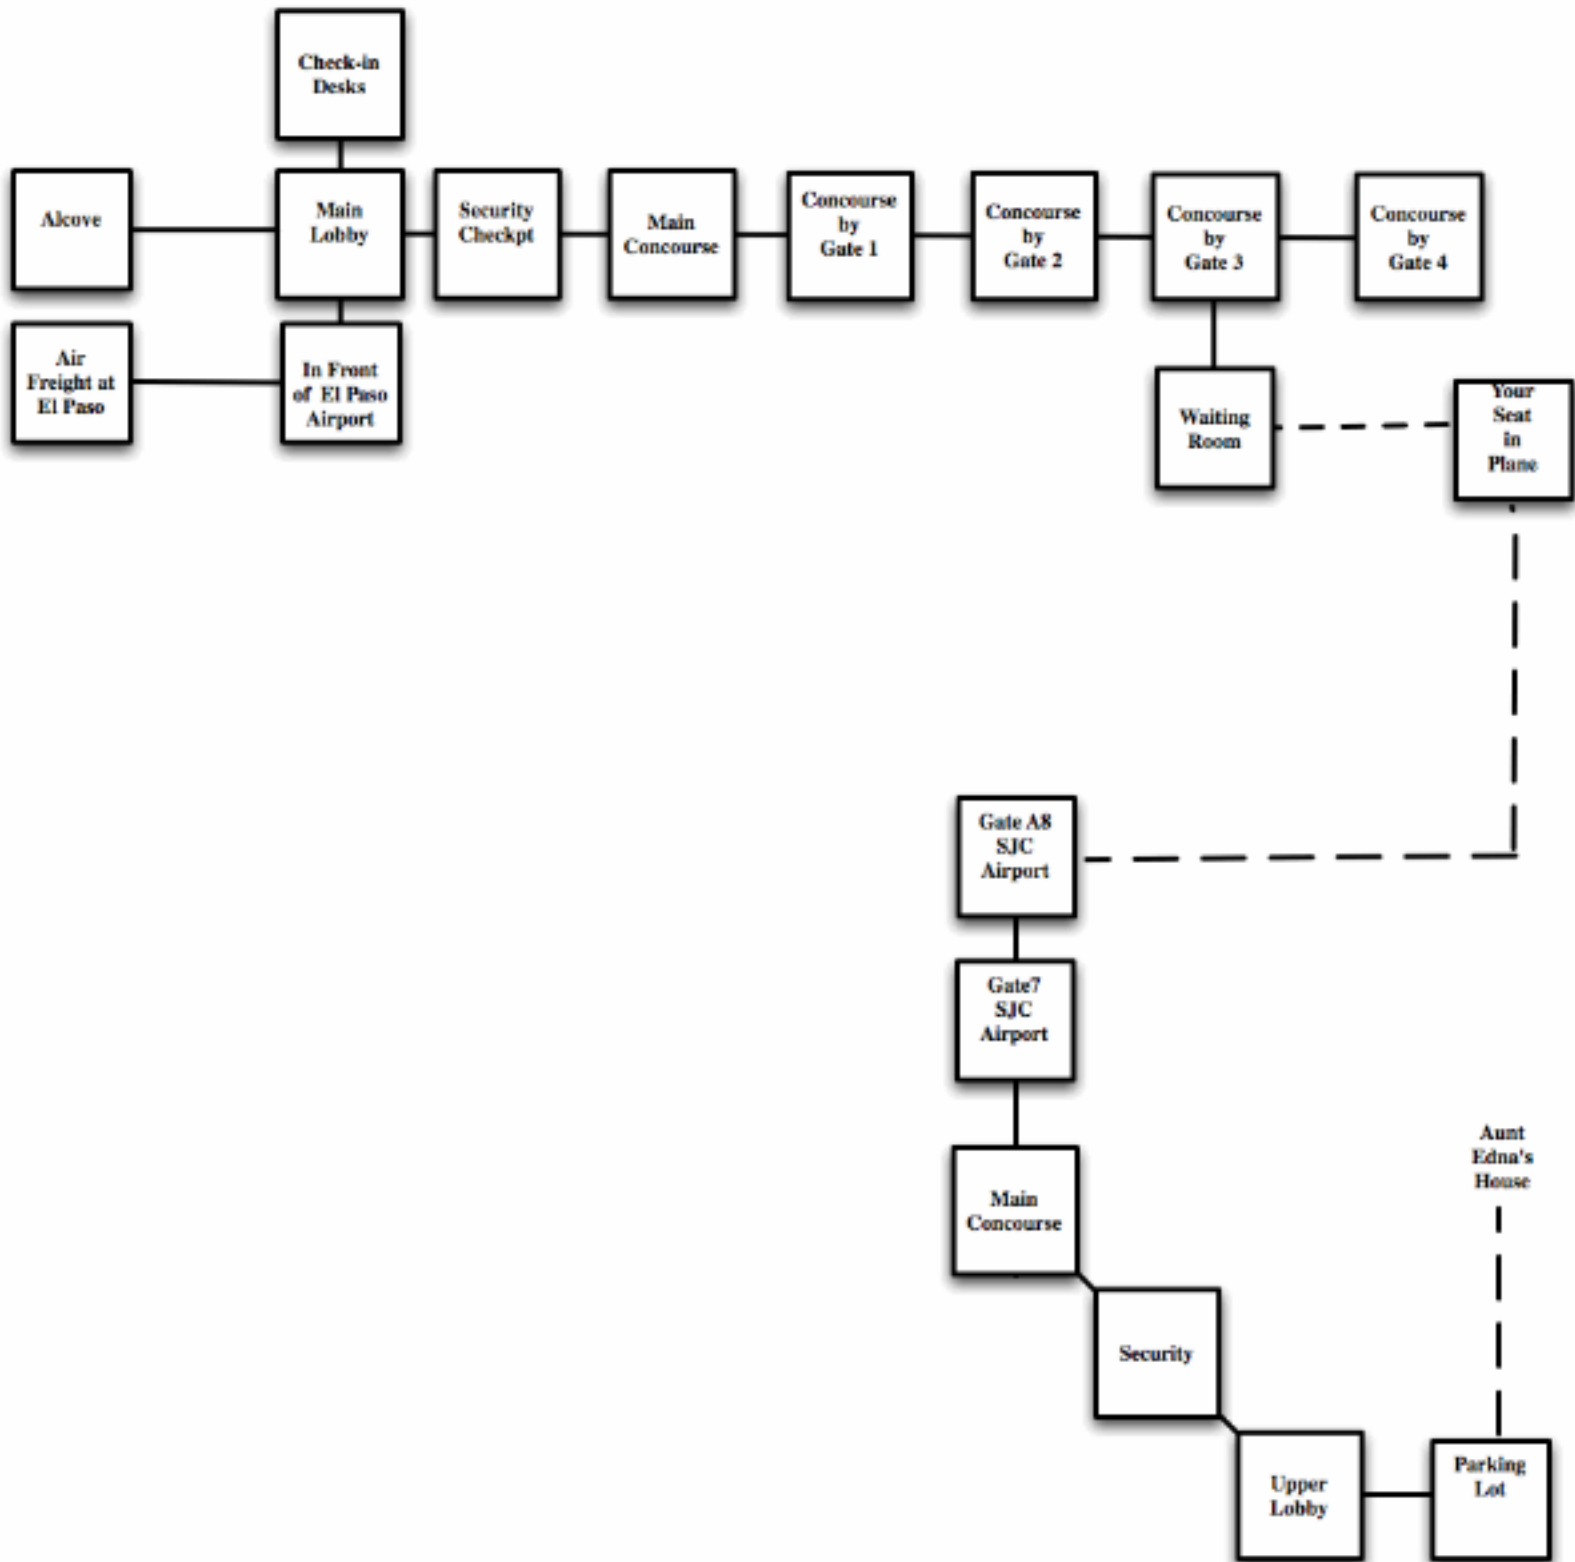 Check-in
Desks
Alcove
Main
Lobby
Security
Checkpt
Main
Concourse
Concourse
by
Gate 1
Concourse
by
Gate 2
Concourse
by
Gate 3
Concourse
by
Gate 4
Air
Freight at
El Paso
In Front
of El Paso
Airport
Waiting
Room
Your
Seat
in
Plane
Gate A8
SJC
Airport
Gate7
SJC
Airport
Main
Concourse
Aunt
Edna's
House
Security
Upper
Lobby
Parking
Lot